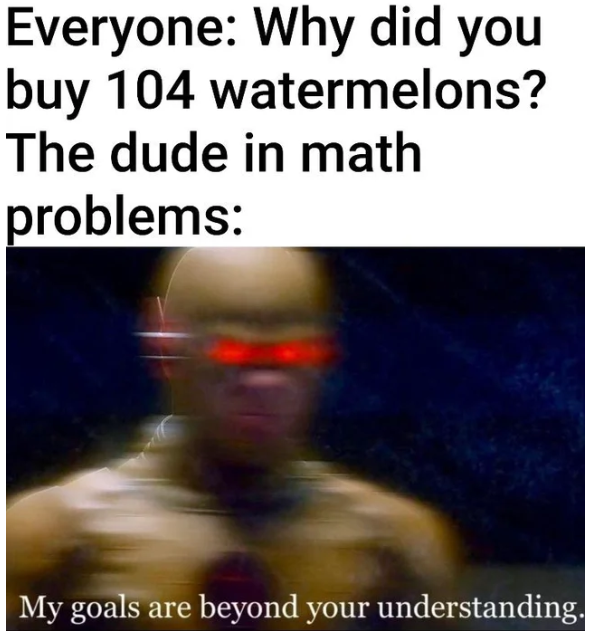 Everyone: Why did you
buy 104 watermelons?
The dude in math
problems:
My goals are beyond your understanding.